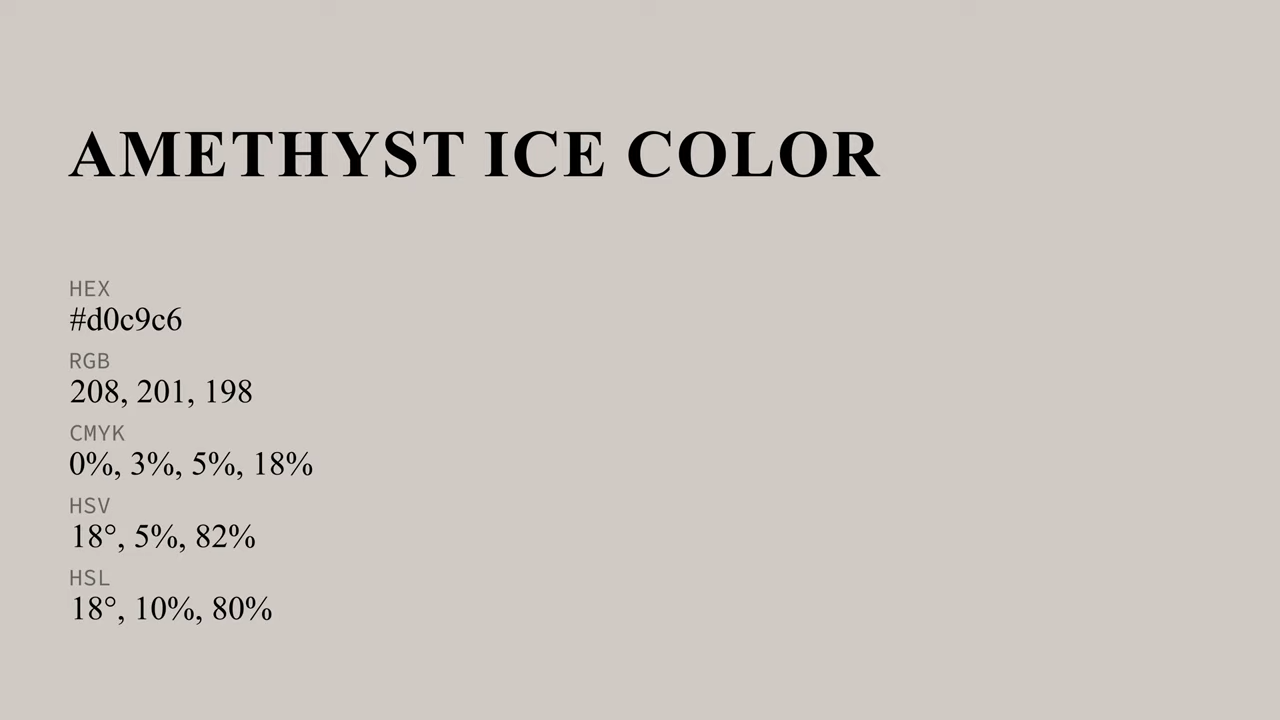 AMETHYST ICE COLOR
HEX
#d0c9c6
RGB
208, 201, 198
CMYK
0%, 3%, 5%, 18%
HSV
18°, 5%, 82%
HSL
18°, 10%, 80%